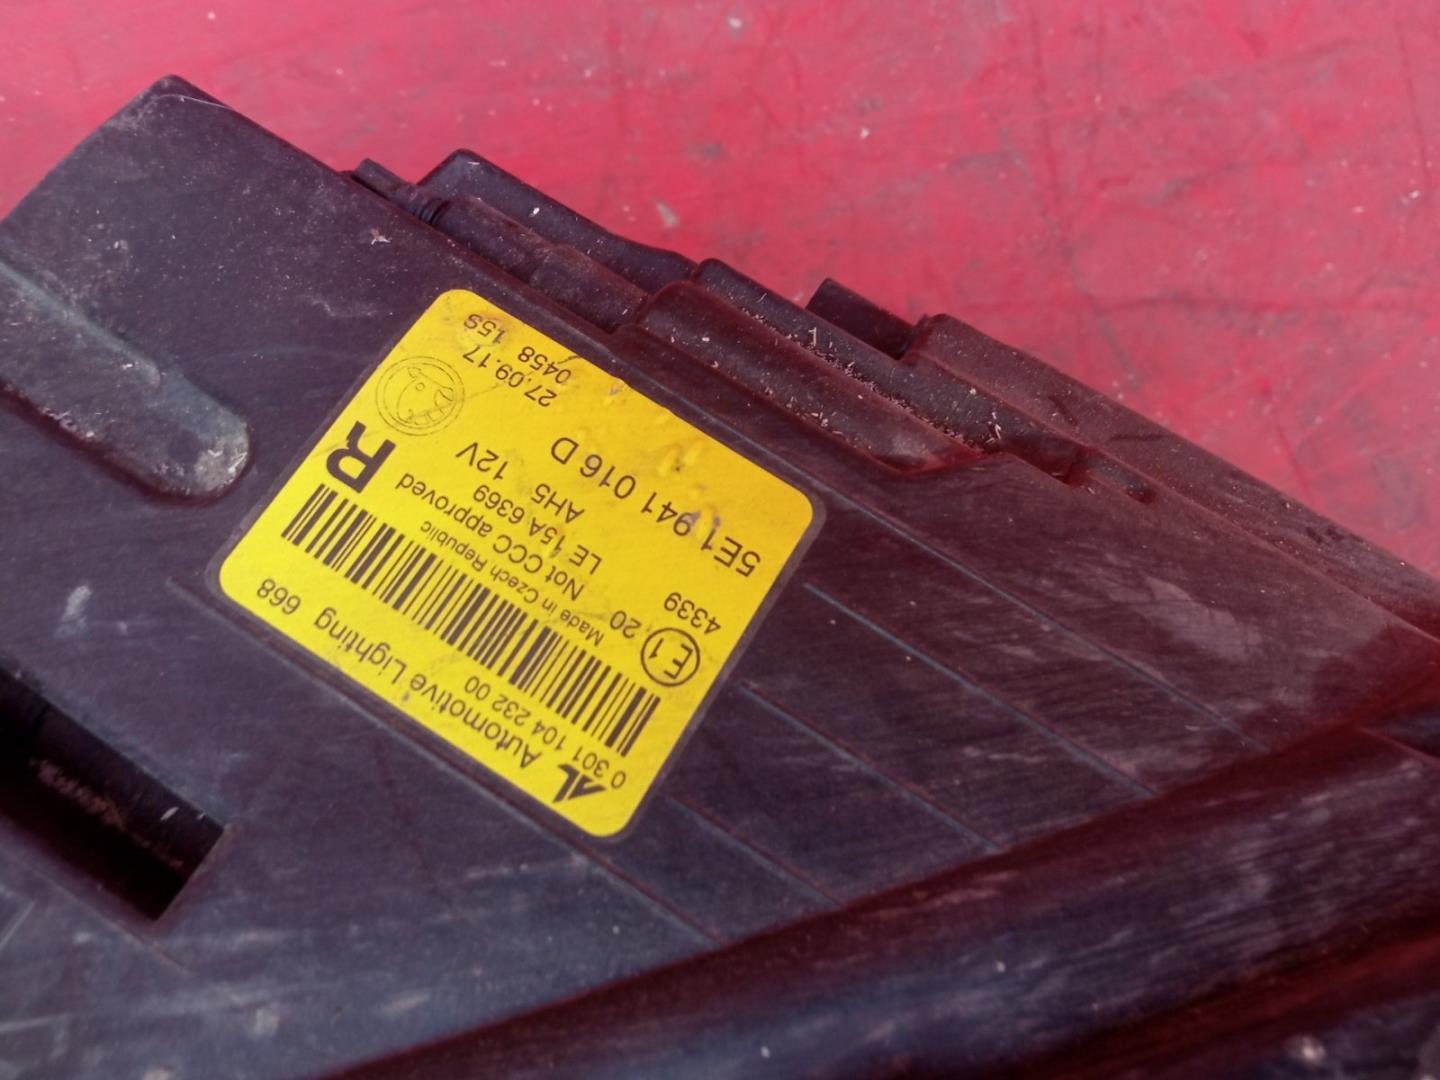 AL Automotive Lighting 668
0 301 104 232 00
Made in Czech Republic
R
E1 20
4339
Not CCC approved
LE 15A 6369
AH5 12V
5E1 941 016 D
27.09.17
0458 15S